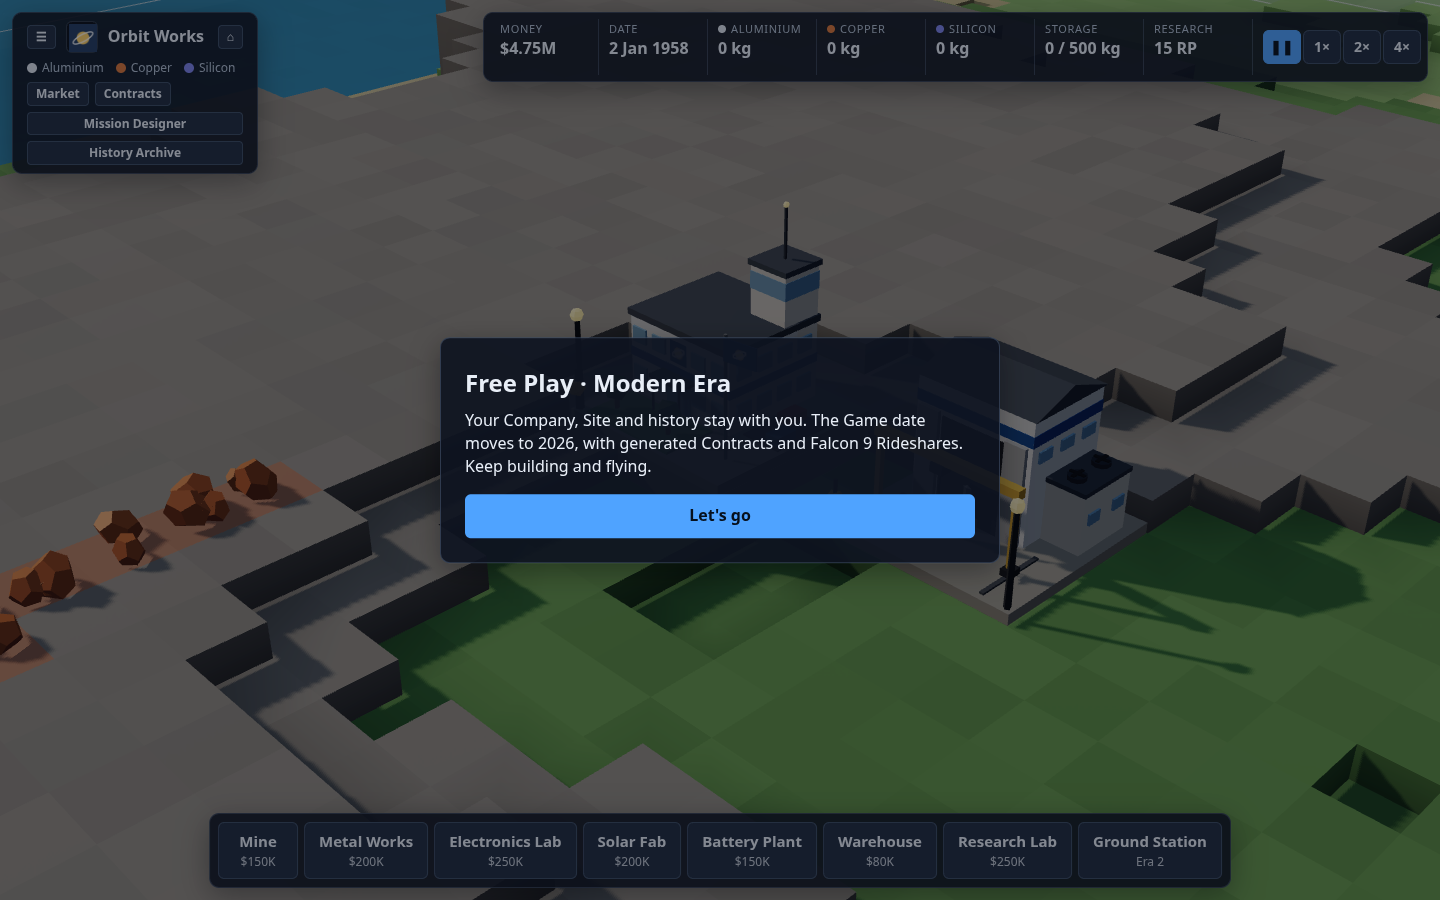 ☰ Orbit Works ⌂
Aluminium Copper Silicon
Market Contracts
Mission Designer
History Archive
MONEY DATE ALUMINIUM COPPER SILICON STORAGE RESEARCH
$4.75M 2 Jan 1958 0 kg 0 kg 0 kg 0 / 500 kg 15 RP
1× 2× 4×
Free Play · Modern Era
Your Company, Site and history stay with you. The Game date
moves to 2026, with generated Contracts and Falcon 9 Rideshares.
Keep building and flying.
Let's go
Mine Metal Works Electronics Lab Solar Fab Battery Plant Warehouse Research Lab Ground Station
$150K $200K $250K $200K $150K $80K $250K Era 2